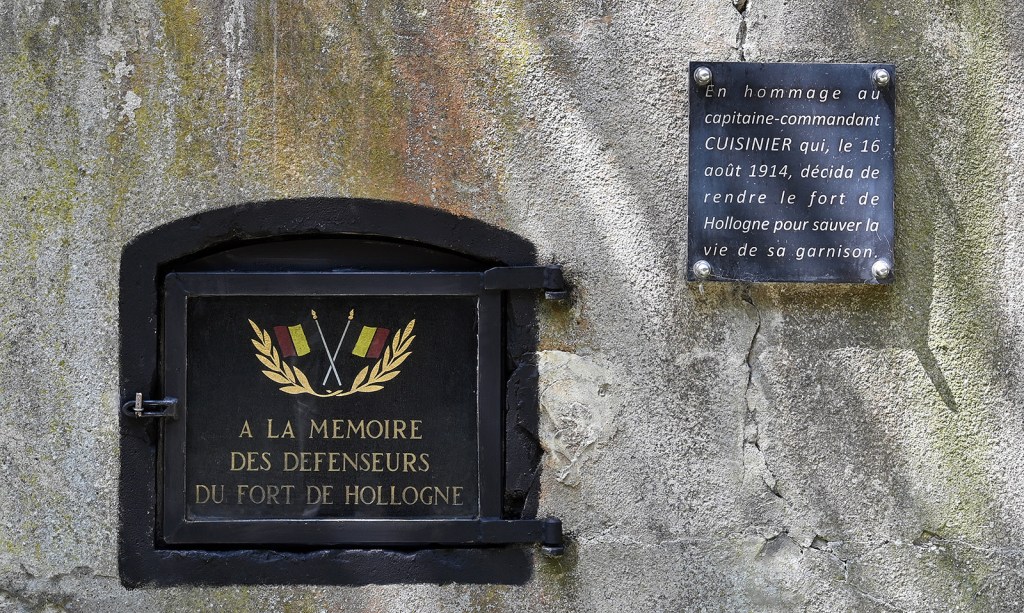 En hommage au
capitaine-commandant
CUISINIER qui, le 16
août 1914, décida de
rendre le fort de
Hollogne pour sauver la
vie de sa garnison.
A LA MEMOIRE
DES DEFENSEURS
DU FORT DE HOLLOGNE